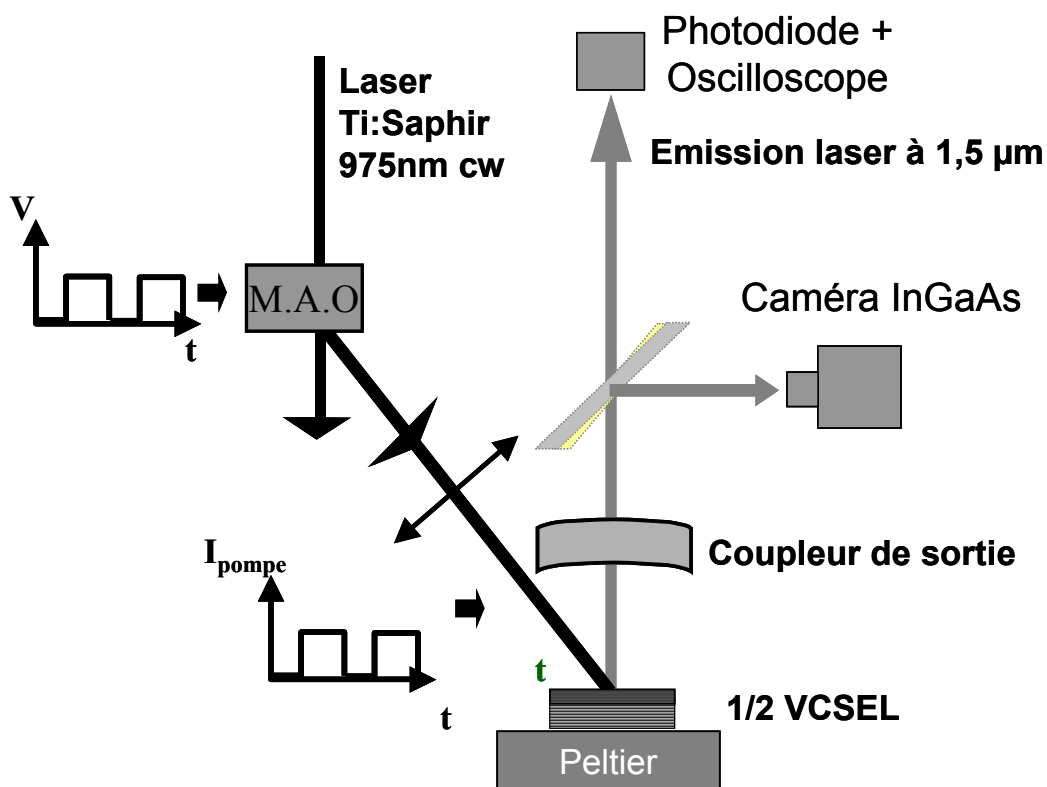 Photodiode +
Oscilloscope
Laser
Ti:Saphir
975nm cw
Emission laser à 1,5 µm
V
M.A.O
t
Caméra InGaAs
I pompe
Coupleur de sortie
t
t
1/2 VCSEL
Peltier